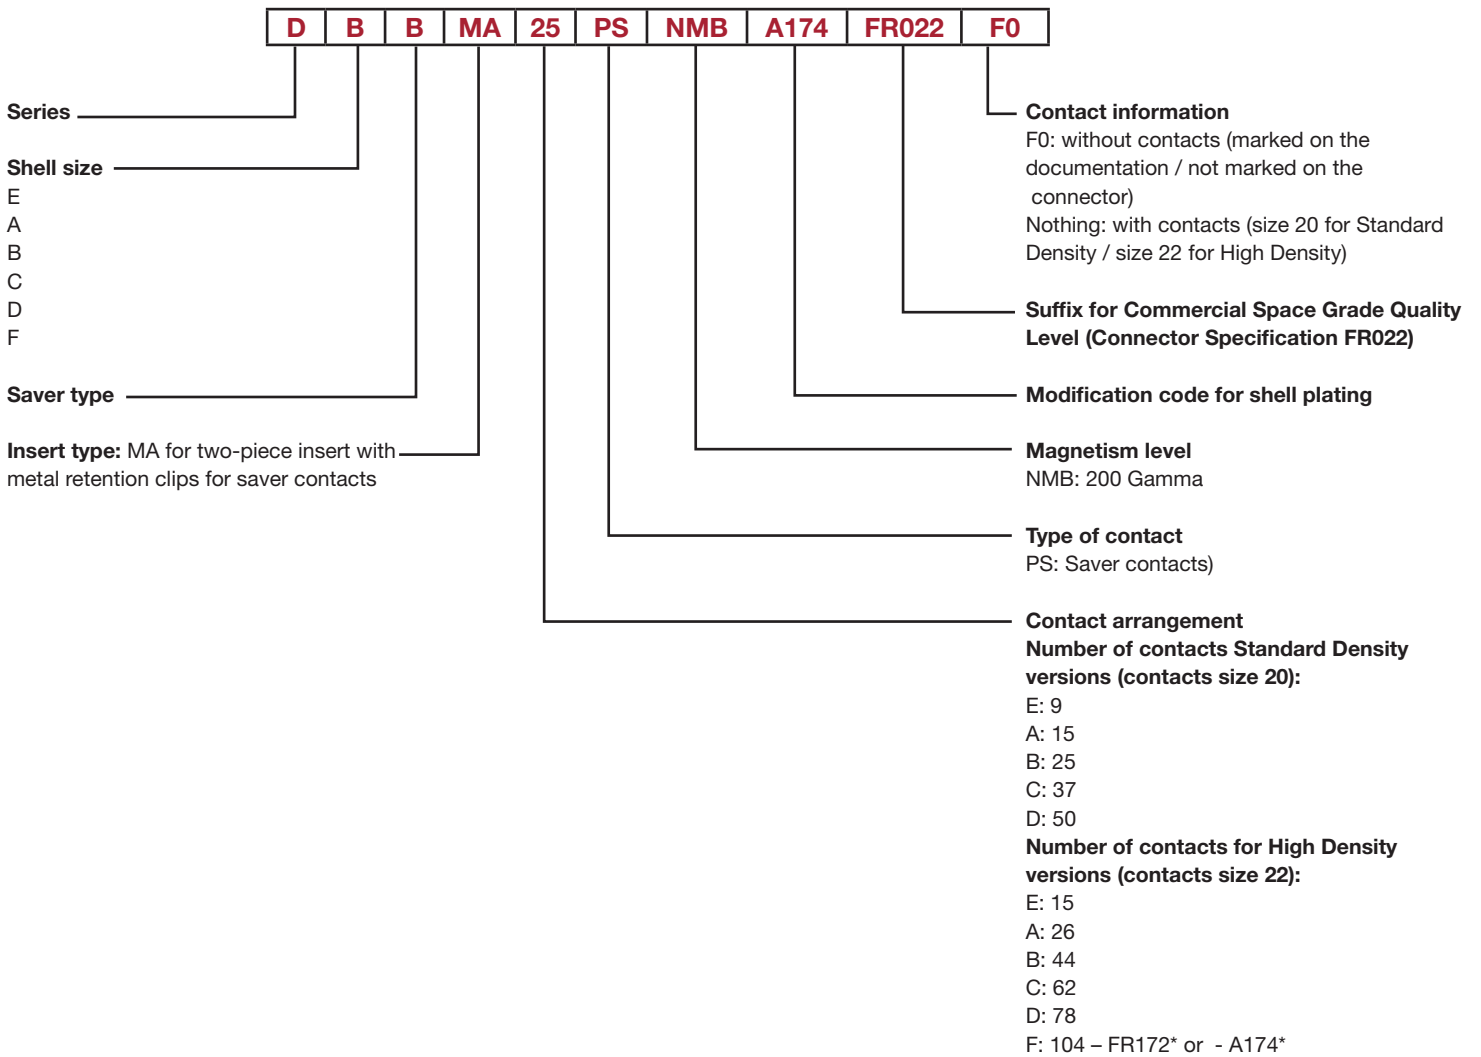 D B B MA 25 PS NMB A174 FR022 F0
Series
Shell size
E
A
B
C
D
F
Saver type
Insert type: MA for two-piece insert with
metal retention clips for saver contacts
Contact information
F0: without contacts (marked on the
documentation / not marked on the
connector)
Nothing: with contacts (size 20 for Standard
Density / size 22 for High Density)
Suffix for Commercial Space Grade Quality
Level (Connector Specification FR022)
Modification code for shell plating
Magnetism level
NMB: 200 Gamma
Type of contact
PS: Saver contacts)
Contact arrangement
Number of contacts Standard Density
versions (contacts size 20):
E: 9
A: 15
B: 25
C: 37
D: 50
Number of contacts for High Density
versions (contacts size 22):
E: 15
A: 26
B: 44
C: 62
D: 78
F: 104 – FR172* or - A174*